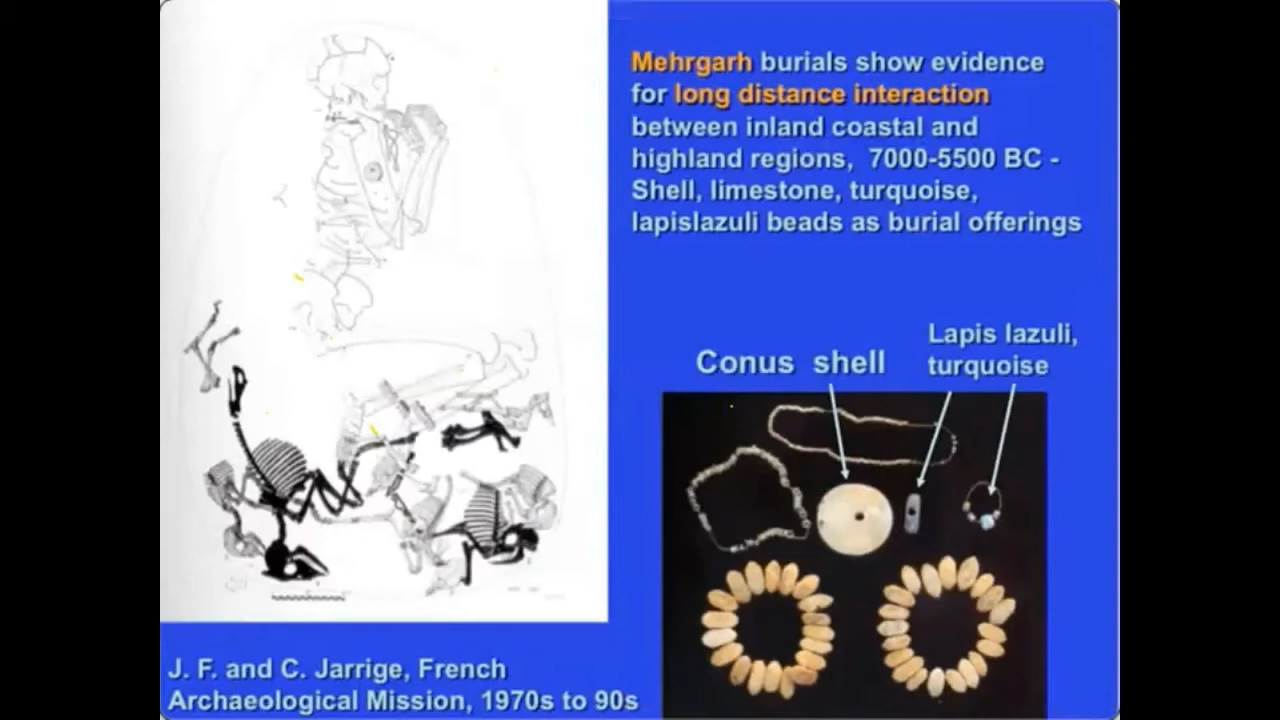 Mehrgarh burials show evidence
for long distance interaction
between inland coastal and
highland regions, 7000-5500 BC -
Shell, limestone, turquoise,
lapislazuli beads as burial offerings
Conus shell
Lapis lazuli,
turquoise
J. F. and C. Jarrige, French
Archaeological Mission, 1970s to 90s